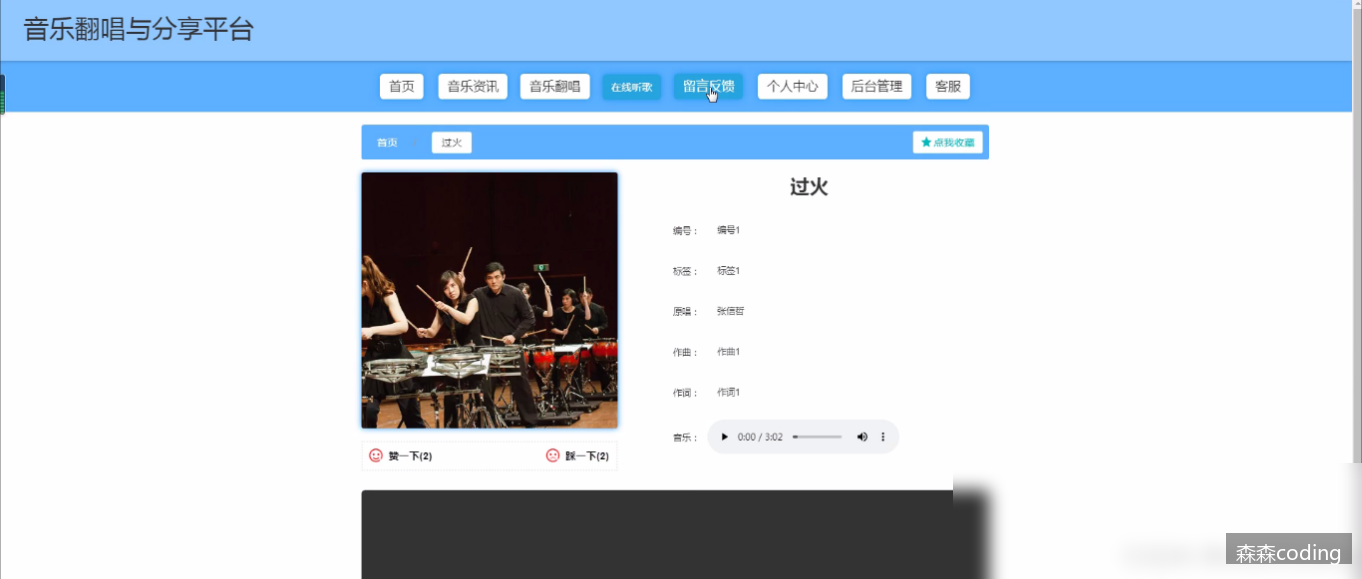 音乐翻唱与分享平台
首页 音乐资讯 音乐翻唱 在线听歌 留言反馈 个人中心 后台管理 客服
首页 过火 ★点我收藏
过火
编号： 编号1
标签： 标签1
原唱： 张信哲
作曲： 作曲1
作词： 作词1
音乐： 0:00 / 3:02
赞一下(2) 踩一下(2)
森森coding